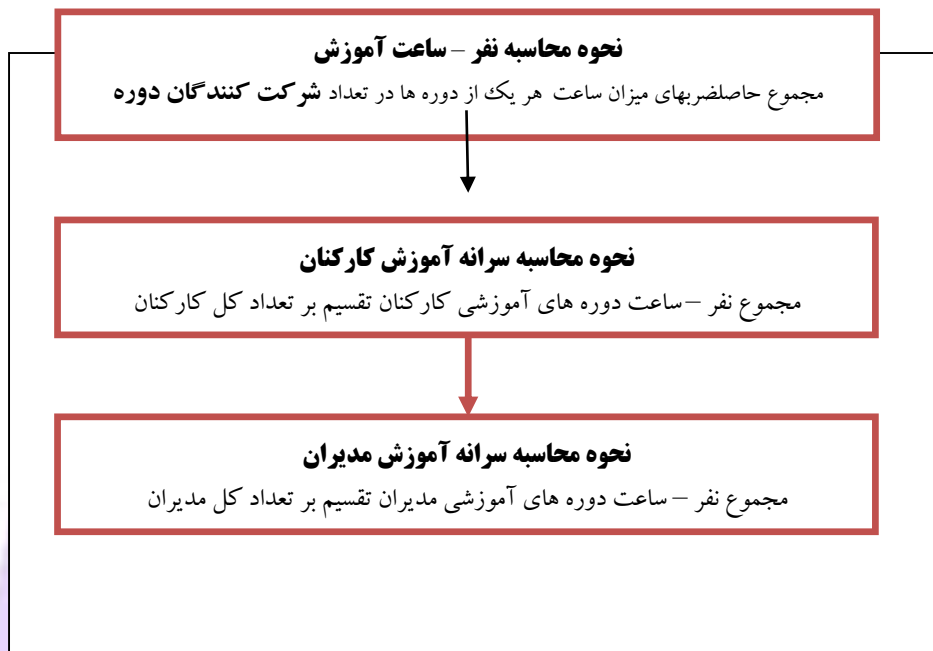 نحوه محاسبه نفر – ساعت آموزش
مجموع حاصلضربهای میزان ساعت هر یک از دوره ها در تعداد شرکت کنندگان دوره
نحوه محاسبه سرانه آموزش کارکنان
مجموع نفر – ساعت دوره های آموزشی کارکنان تقسیم بر تعداد کل کارکنان
نحوه محاسبه سرانه آموزش مدیران
مجموع نفر – ساعت دوره های آموزشی مدیران تقسیم بر تعداد کل مدیران